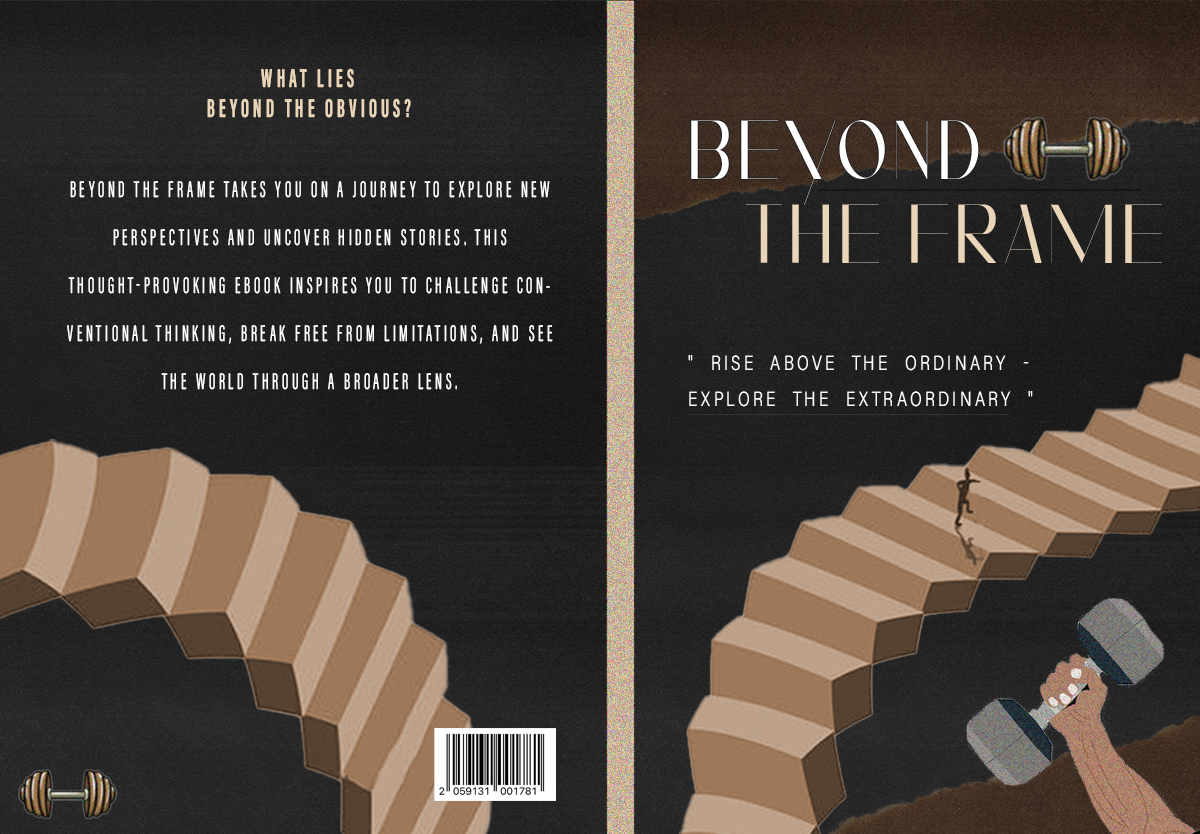 WHAT LIES
BEYOND THE OBVIOUS?
BEYOND THE FRAME TAKES YOU ON A JOURNEY TO EXPLORE NEW
PERSPECTIVES AND UNCOVER HIDDEN STORIES. THIS
THOUGHT-PROVOKING EBOOK INSPIRES YOU TO CHALLENGE CON-
VENTIONAL THINKING, BREAK FREE FROM LIMITATIONS, AND SEE
THE WORLD THROUGH A BROADER LENS.
2 059131 001781
BEYOND
THE FRAME
" RISE ABOVE THE ORDINARY -
EXPLORE THE EXTRAORDINARY "